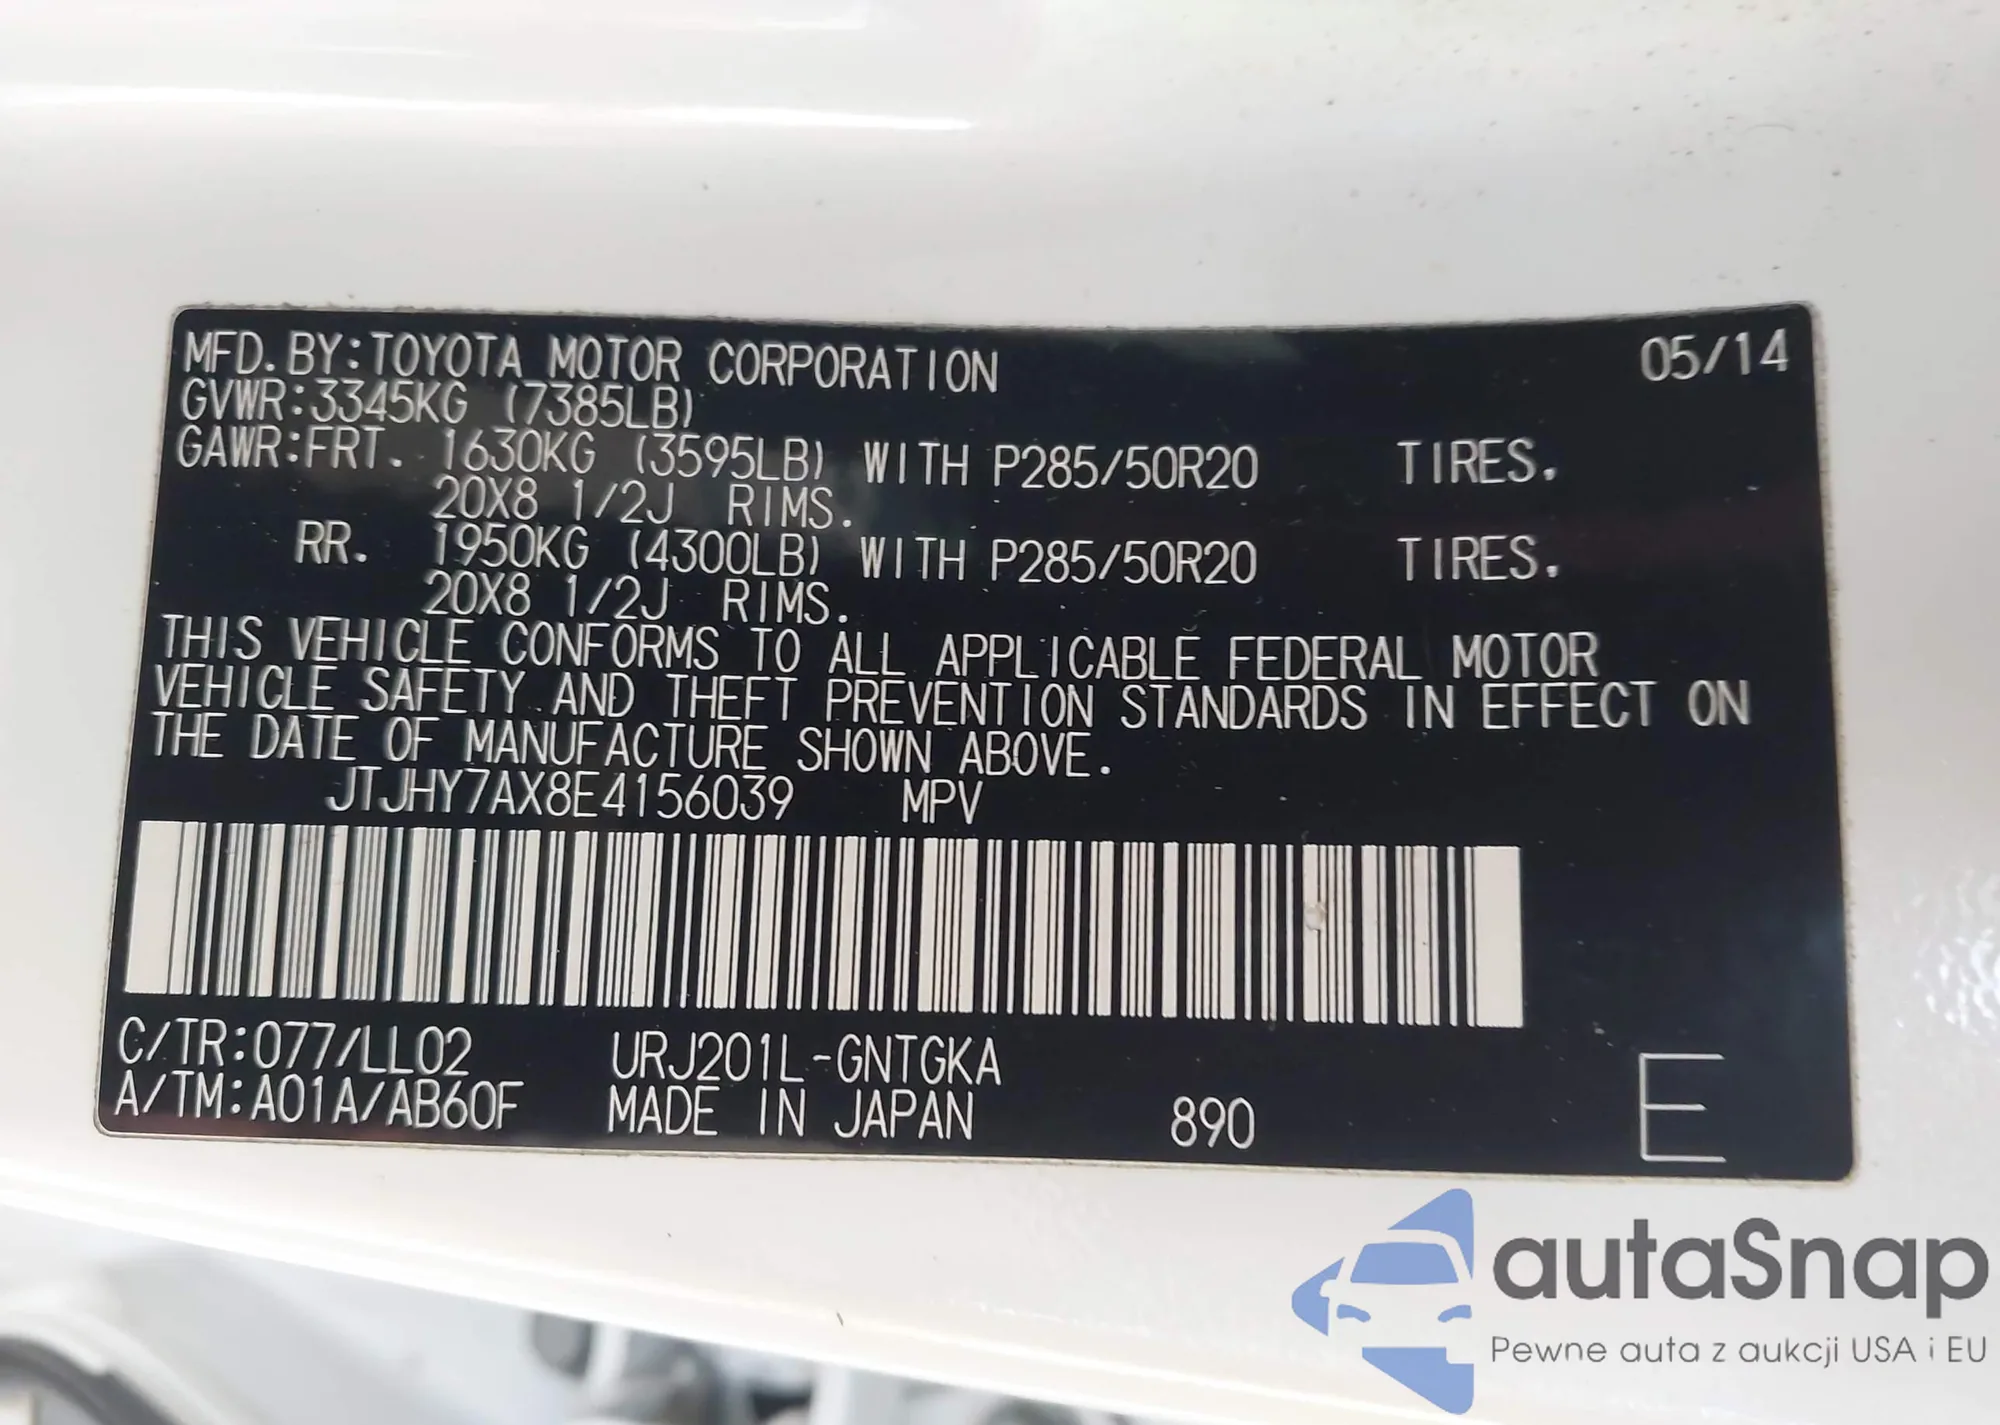 MFD. BY:TOYOTA MOTOR CORPORATION 05/14
GVWR:3345KG (7385LB)
GAWR:FRT. 1630KG (3595LB) WITH P285/50R20 TIRES.
20X8 1/2J RIMS.
RR. 1950KG (4300LB) WITH P285/50R20 TIRES.
20X8 1/2J RIMS.
THIS VEHICLE CONFORMS TO ALL APPLICABLE FEDERAL MOTOR
VEHICLE SAFETY AND THEFT PREVENTION STANDARDS IN EFFECT ON
THE DATE OF MANUFACTURE SHOWN ABOVE.
JTJHY7AX8E4156039 MPV
C/TR:077/LL02 URJ201L-GNTGKA
A/TM:A01A/AB60F MADE IN JAPAN 890 E
autaSnap
Pewne auta z aukcji USA i EU